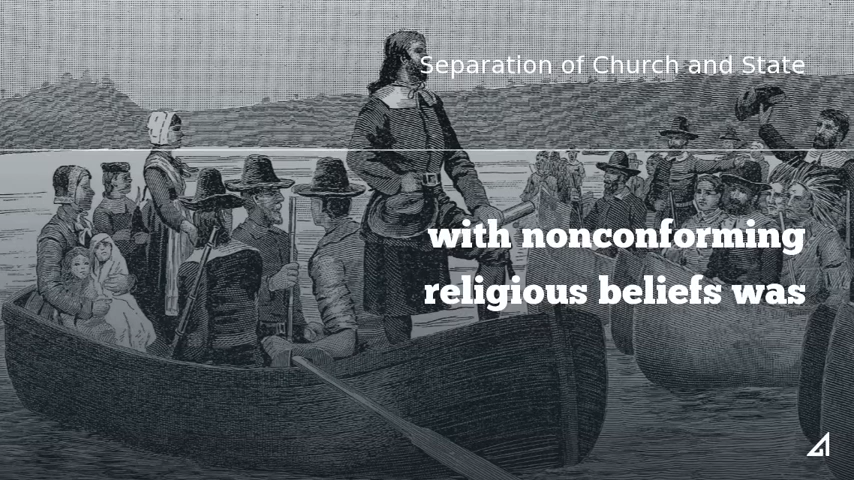 Separation of Church and State
with nonconforming
religious beliefs was